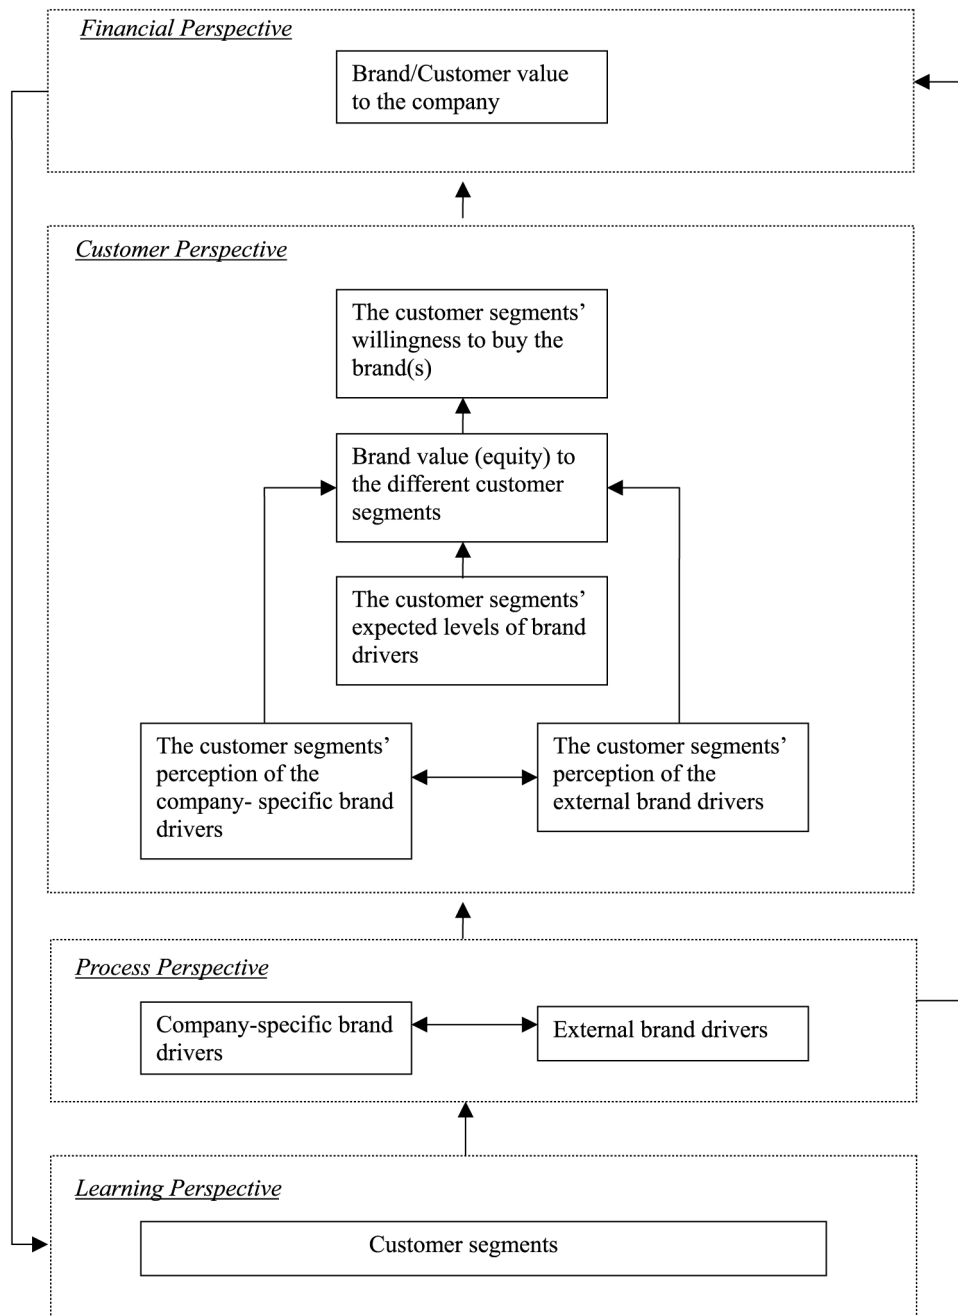 Financial Perspective
Brand/Customer value
to the company
Customer Perspective
The customer segments’
willingness to buy the
brand(s)
Brand value (equity) to
the different customer
segments
The customer segments’
expected levels of brand
drivers
The customer segments’
perception of the
company- specific brand
drivers
The customer segments’
perception of the
external brand drivers
Process Perspective
Company-specific brand
drivers
External brand drivers
Learning Perspective
Customer segments